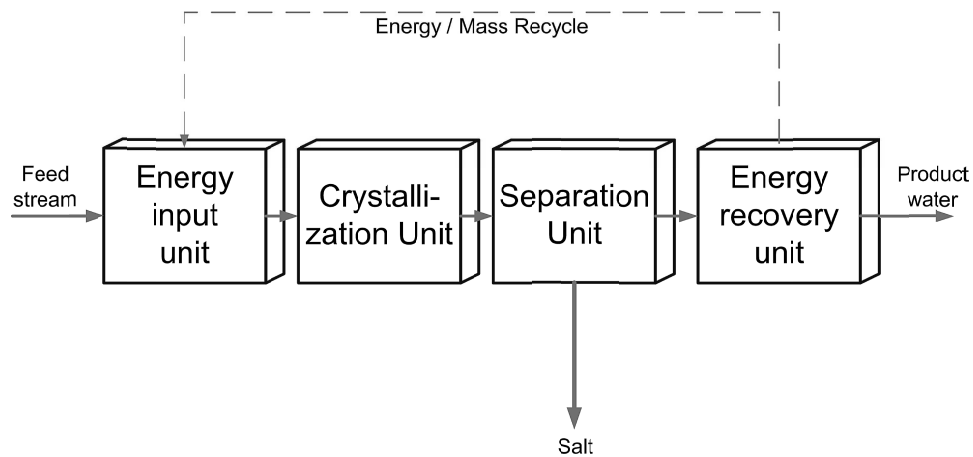 Energy / Mass Recycle
Feed
stream
Energy
input
unit
Crystalli-
zation Unit
Separation
Unit
Energy
recovery
unit
Product
water
Salt